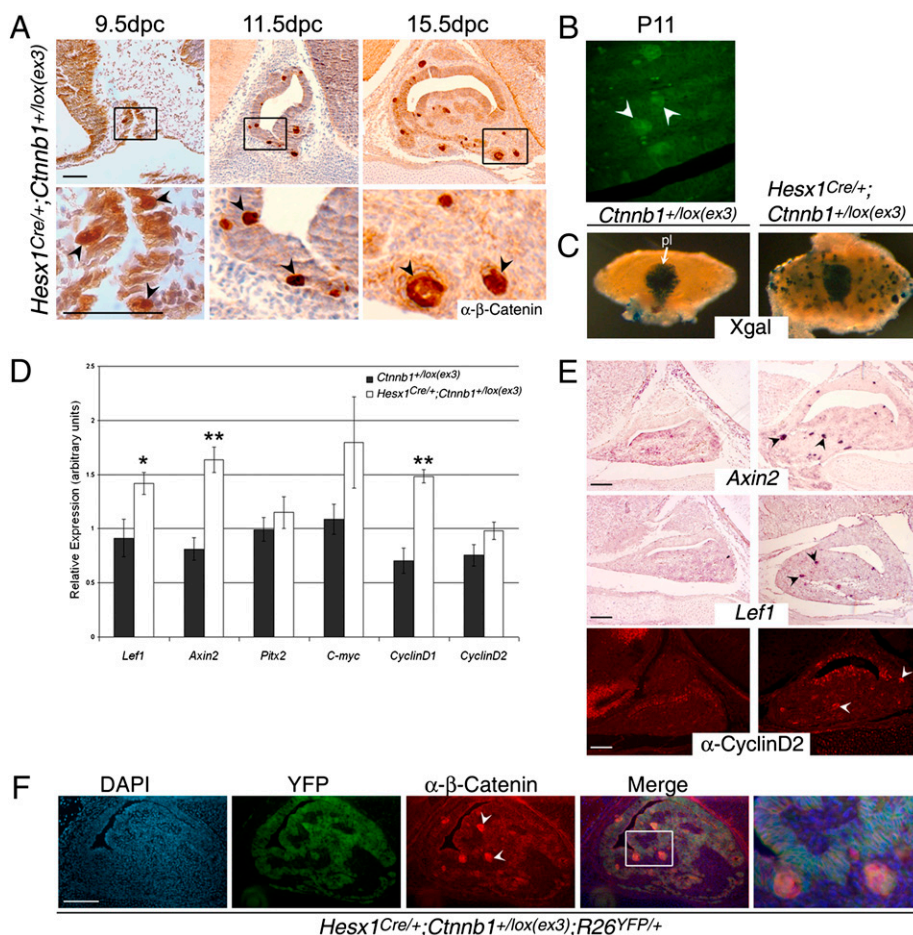 A
9.5dpc
11.5dpc
15.5dpc
Hesx1Cre/+;Ctnnb1+/lox(ex3)
α-β-Catenin
B
P11
C
Ctnnb1+/lox(ex3)
Hesx1Cre/+;
Ctnnb1+/lox(ex3)
pl
Xgal
D
Relative Expression (arbitrary units)
2.5
2
1.5
1
0.5
0
Ctnnb1+/lox(ex3)
Hesx1Cre/+;Ctnnb1+/lox(ex3)
*
**
**
Lef1
Axin2
Pitx2
C-myc
CyclinD1
CyclinD2
E
Axin2
Lef1
α-CyclinD2
F
DAPI
YFP
α-β-Catenin
Merge
Hesx1Cre/+;Ctnnb1+/lox(ex3);R26YFP/+